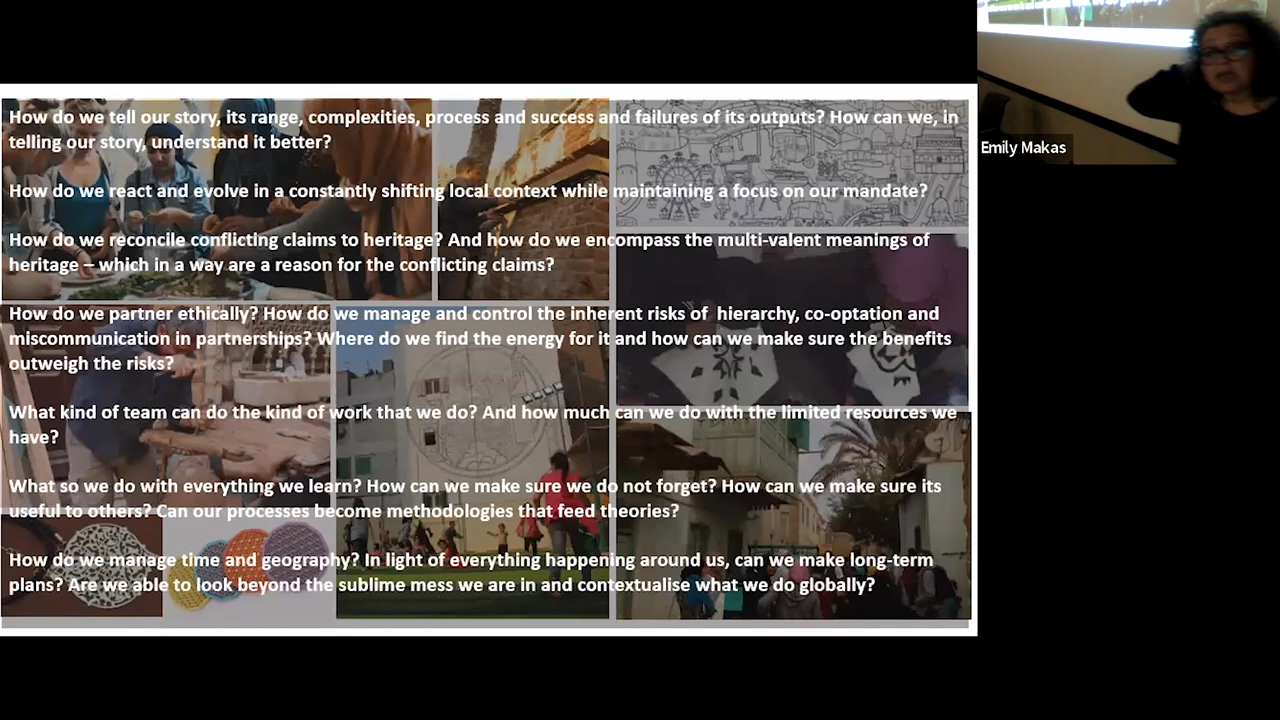 How do we tell our story, its range, complexities, process and success and failures of its outputs? How can we, in
telling our story, understand it better?
How do we react and evolve in a constantly shifting local context while maintaining a focus on our mandate?
How do we reconcile conflicting claims to heritage? And how do we encompass the multi-valent meanings of
heritage – which in a way are a reason for the conflicting claims?
How do we partner ethically? How do we manage and control the inherent risks of  hierarchy, co-optation and
miscommunication in partnerships? Where do we find the energy for it and how can we make sure the benefits
outweigh the risks?
What kind of team can do the kind of work that we do? And how much can we do with the limited resources we
have?
What so we do with everything we learn? How can we make sure we do not forget? How can we make sure its
useful to others? Can our processes become methodologies that feed theories?
How do we manage time and geography? In light of everything happening around us, can we make long-term
plans? Are we able to look beyond the sublime mess we are in and contextualise what we do globally?
Emily Makas